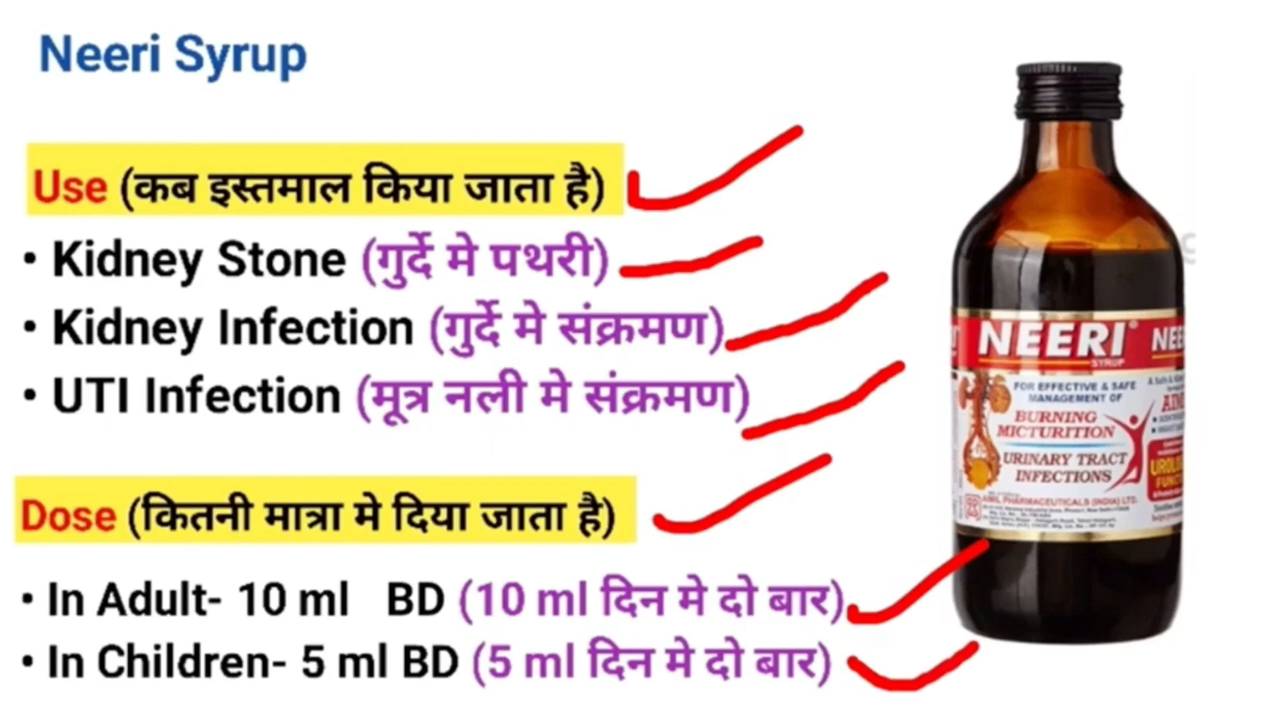 Neeri Syrup
Use (कब इस्तमाल किया जाता है)
• Kidney Stone (गुर्दे मे पथरी)
• Kidney Infection (गुर्दे मे संक्रमण)
• UTI Infection (मूत्र नली मे संक्रमण)
Dose (कितनी मात्रा मे दिया जाता है)
• In Adult- 10 ml BD (10 ml दिन मे दो बार)
• In Children- 5 ml BD (5 ml दिन मे दो बार)
NEERI
SYRUP
FOR EFFECTIVE & SAFE
MANAGEMENT OF
BURNING
MICTURITION
URINARY TRACT
INFECTIONS
AIMIL PHARMACEUTICALS (INDIA) LTD.